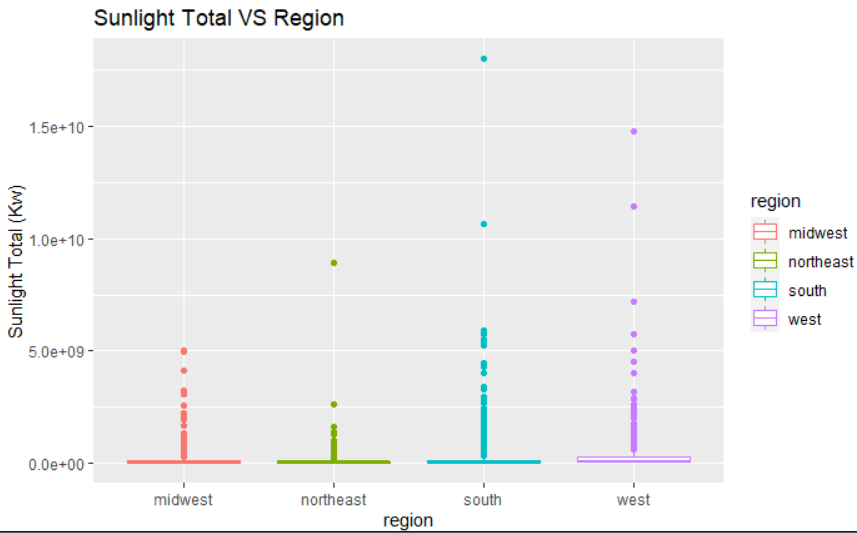 Sunlight Total VS Region
Sunlight Total (Kw)
1.5e+10
1.0e+10
5.0e+09
0.0e+00
midwest
northeast
south
west
region
region
midwest
northeast
south
west